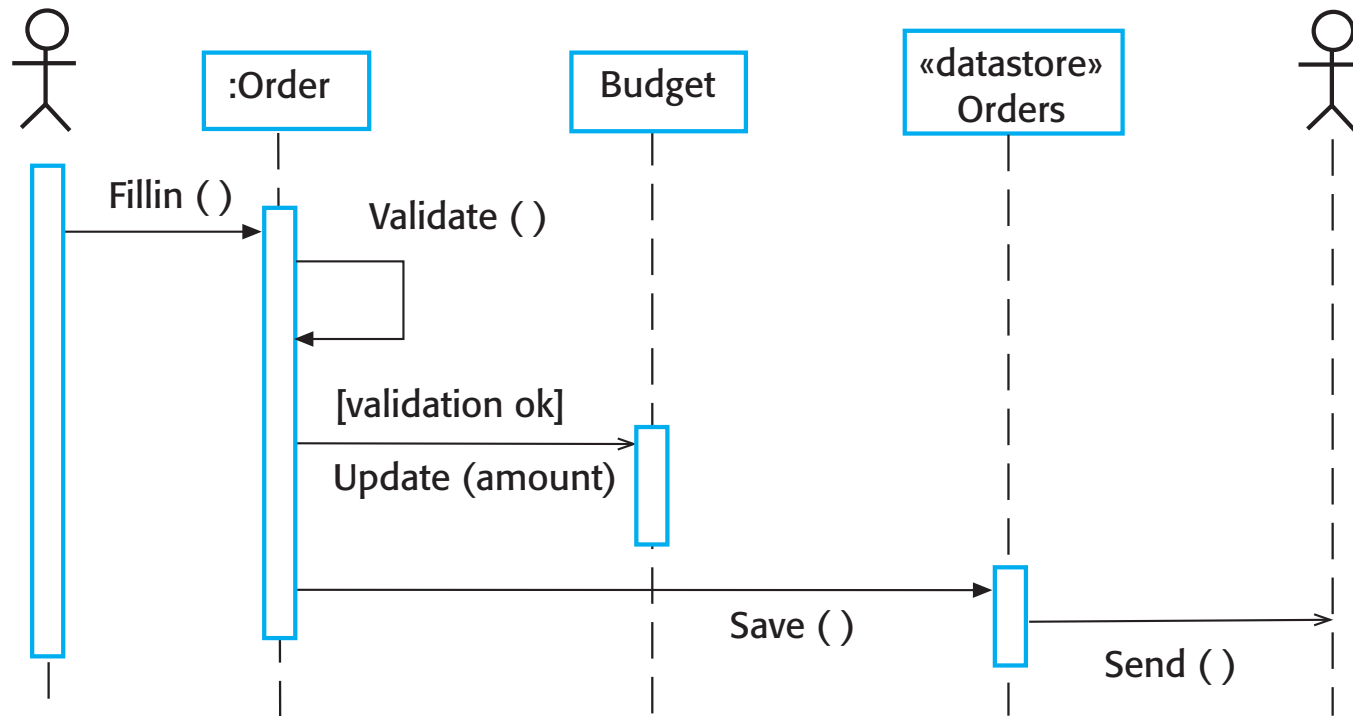 :Order
Budget
«datastore»
Orders
Fillin ( )
Validate ( )
[validation ok]
Update (amount)
Save ( )
Send ( )